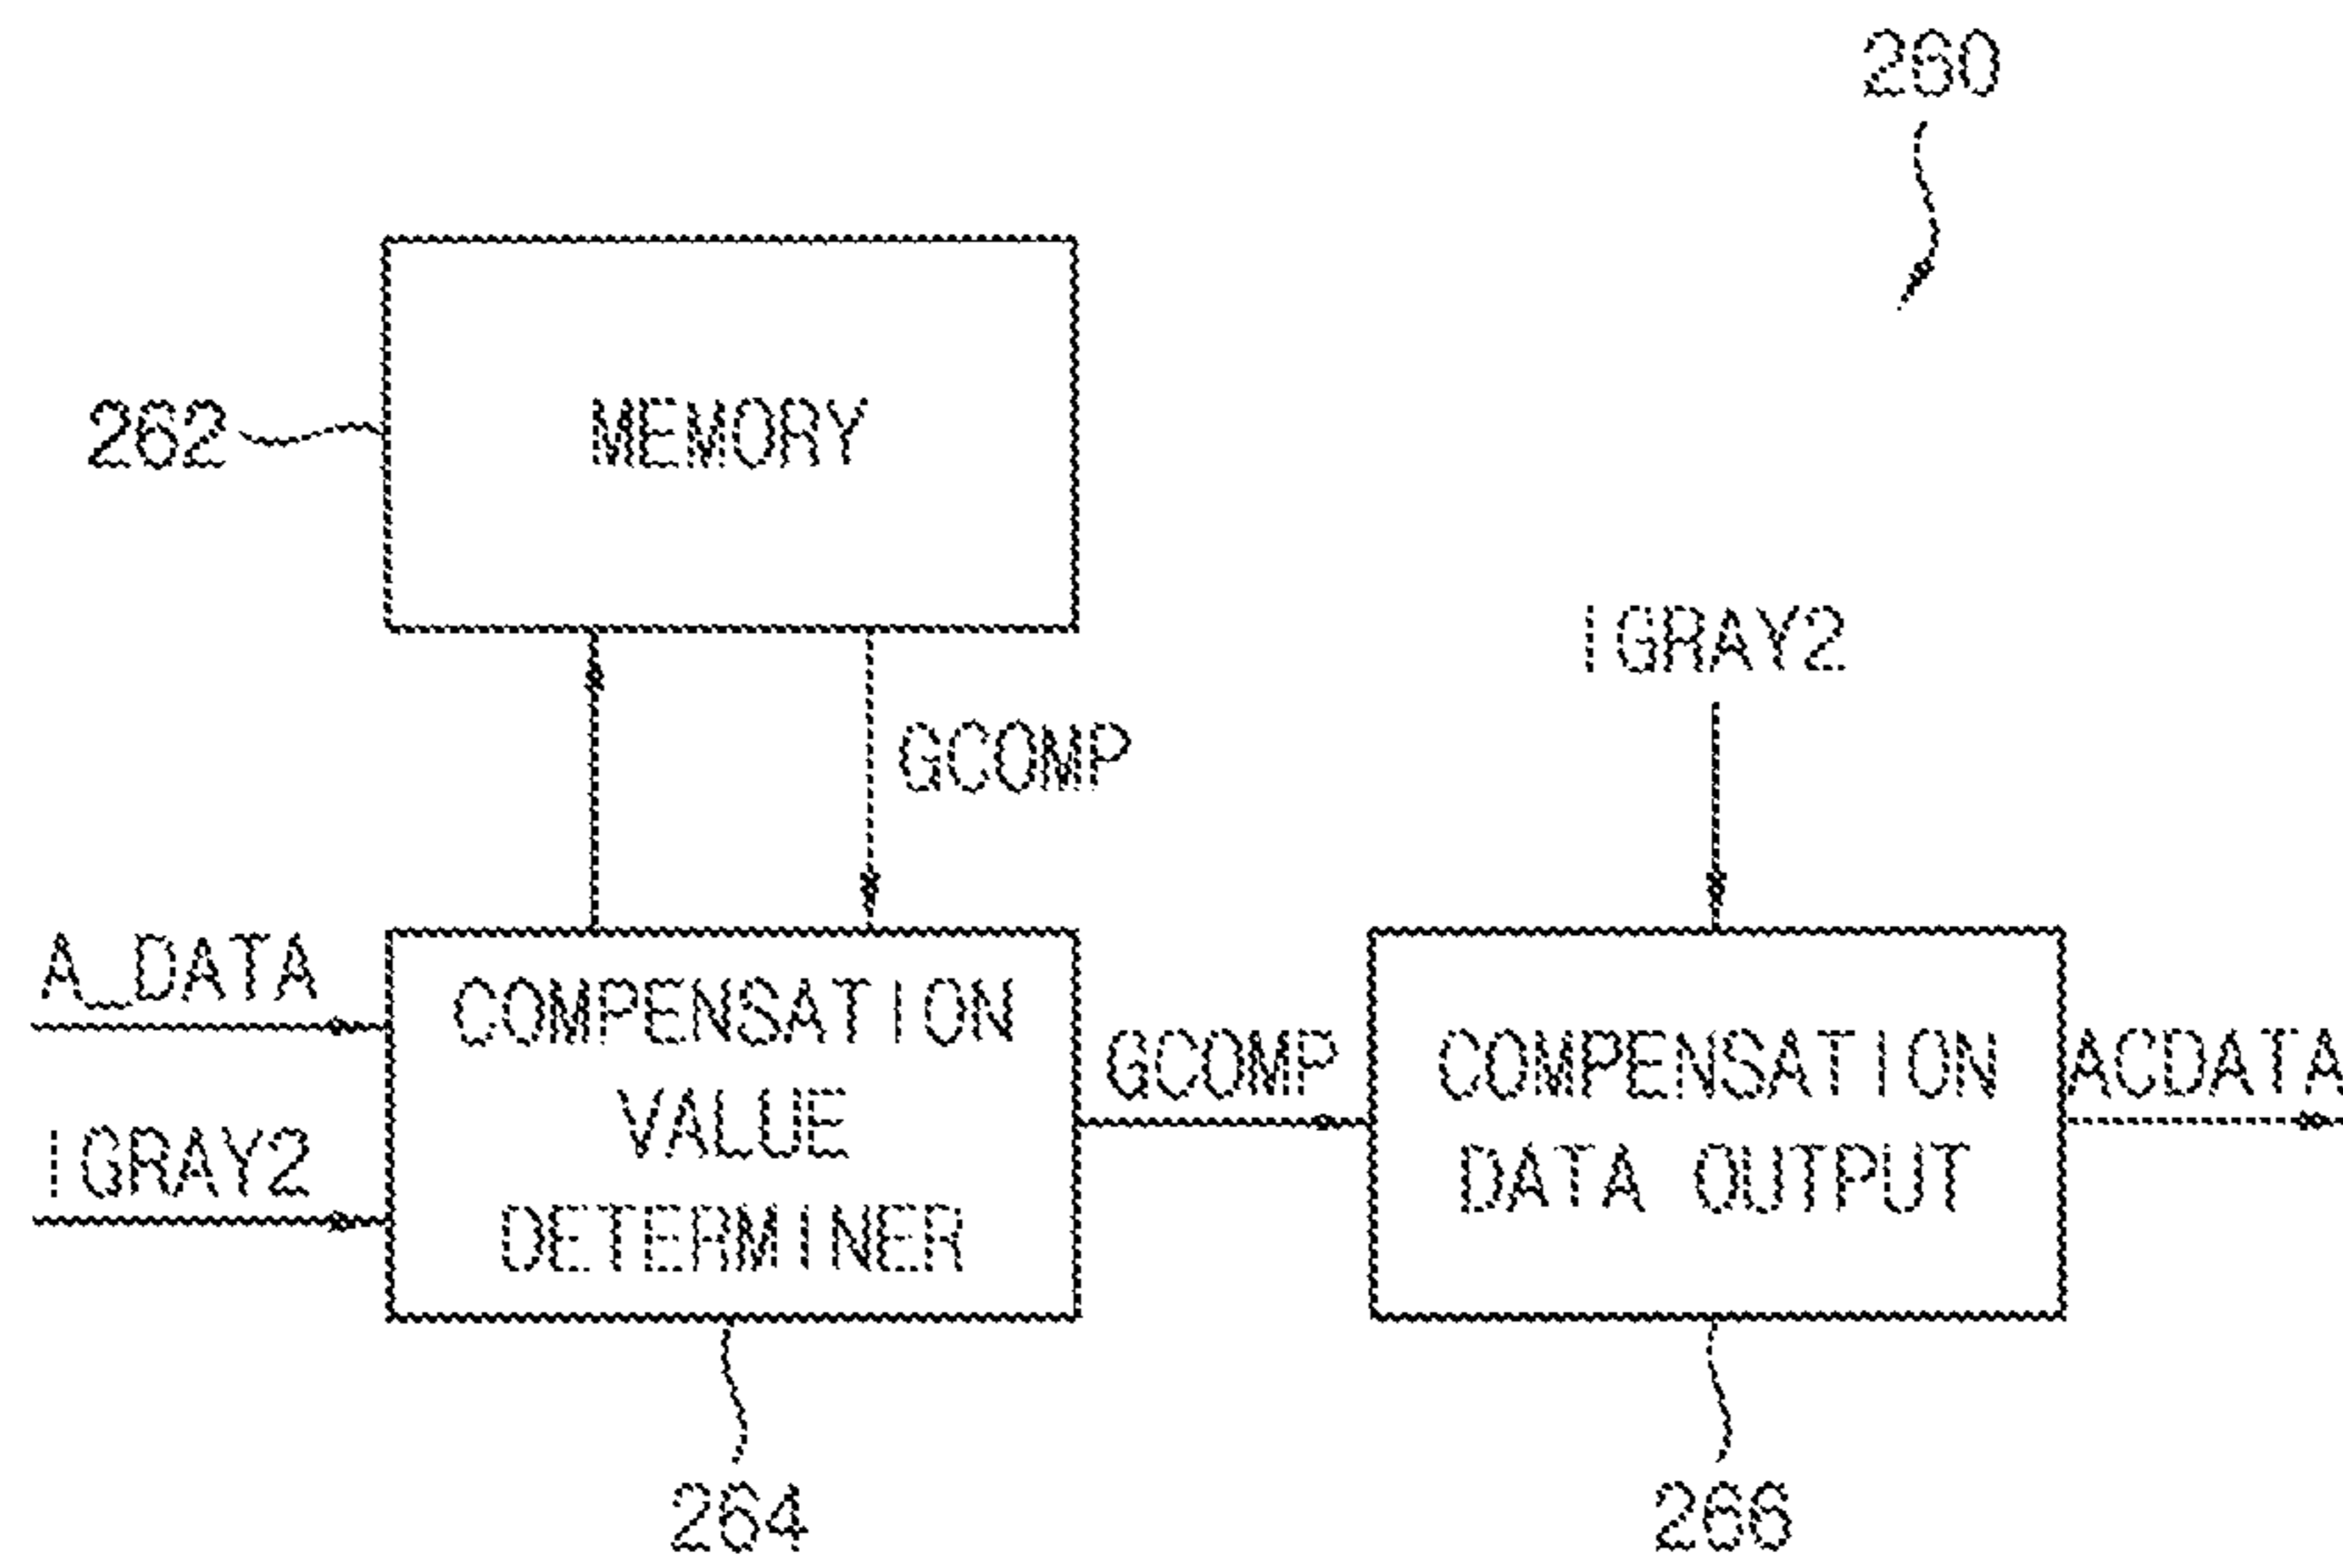 260
262
MEMORY
IGRAY2
GCOMP
A_DATA
IGRAY2
COMPENSATION
VALUE
DETERMINER
GCOMP
COMPENSATION
DATA OUTPUT
ACDATA
264
266